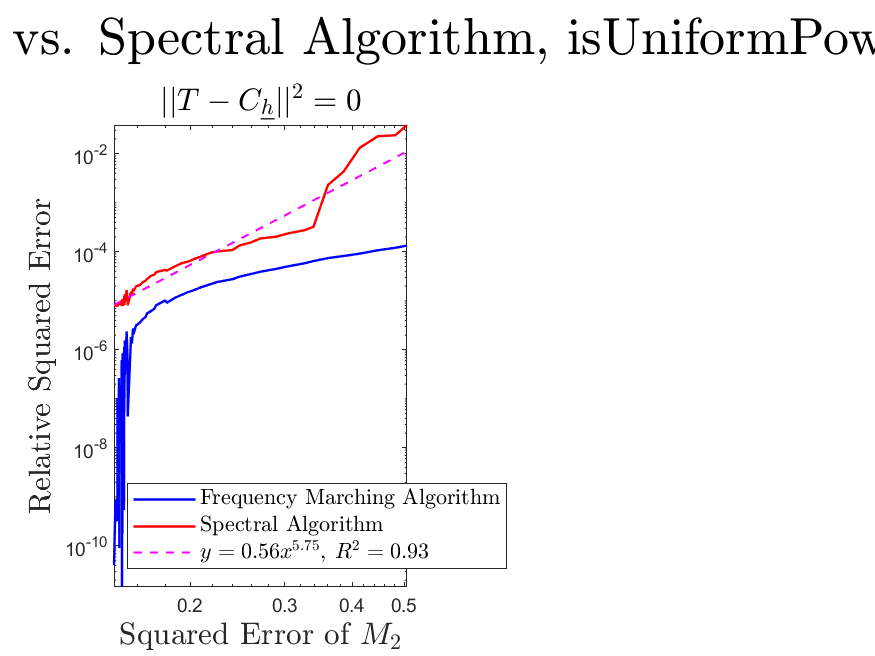 vs. Spectral Algorithm, isUniformPow
||T − C_h||² = 0
10⁻²
10⁻⁴
10⁻⁶
10⁻⁸
10⁻¹⁰
Relative Squared Error
Frequency Marching Algorithm
Spectral Algorithm
y = 0.56x^5.75, R² = 0.93
0.2 0.3 0.4 0.5
Squared Error of M₂